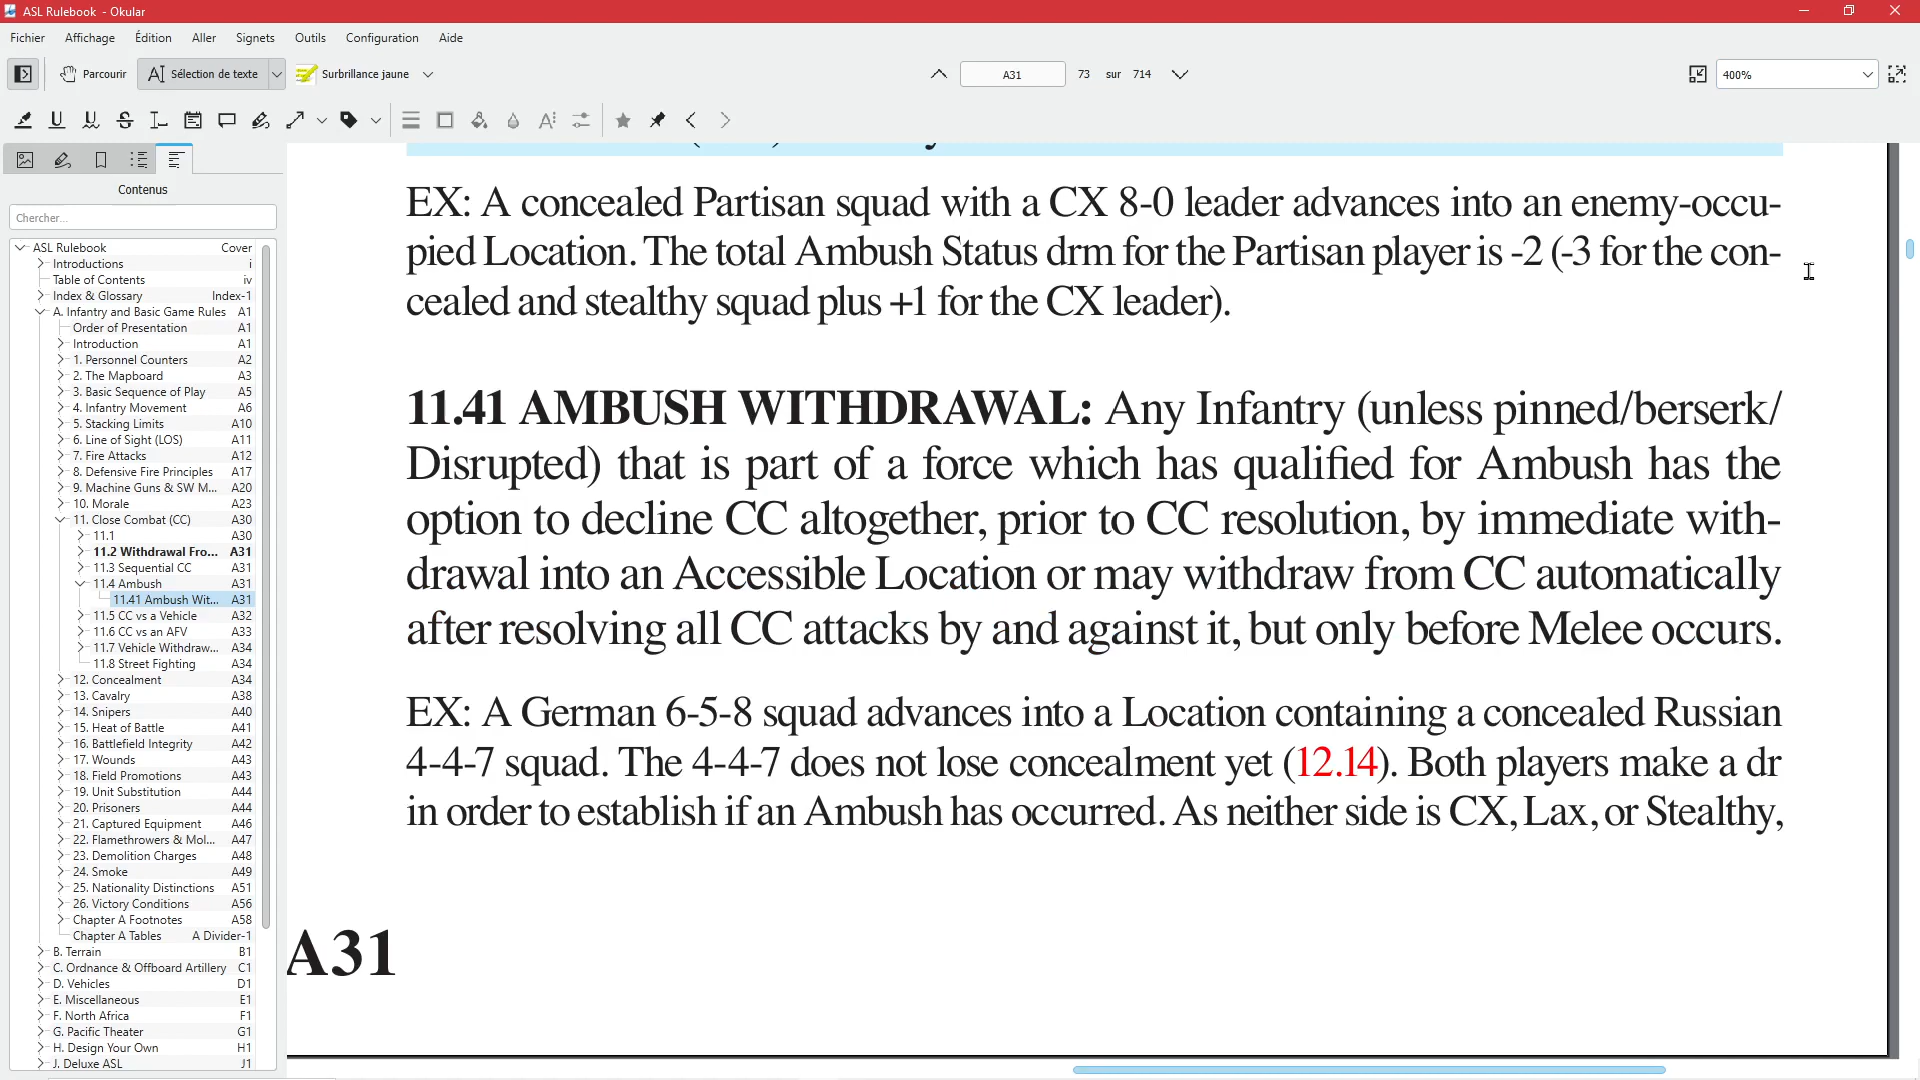 ASL Rulebook - Okular
Fichier Affichage Édition Aller Signets Outils Configuration Aide
Parcourir Sélection de texte Surbrillance jaune A31 73 sur 714 400%
Contenus
Chercher...
ASL Rulebook Cover
Introductions i
Table of Contents iv
Index & Glossary Index-1
A. Infantry and Basic Game Rules A1
Order of Presentation A1
Introduction A1
1. Personnel Counters A2
2. The Mapboard A3
3. Basic Sequence of Play A5
4. Infantry Movement A6
5. Stacking Limits A10
6. Line of Sight (LOS) A11
7. Fire Attacks A12
8. Defensive Fire Principles A17
9. Machine Guns & SW M... A20
10. Morale A23
11. Close Combat (CC) A30
11.1 A30
11.2 Withdrawal Fro... A31
11.3 Sequential CC A31
11.4 Ambush A31
11.41 Ambush Wit... A31
11.5 CC vs a Vehicle A32
11.6 CC vs an AFV A33
11.7 Vehicle Withdraw... A34
11.8 Street Fighting A34
12. Concealment A34
13. Cavalry A38
14. Snipers A40
15. Heat of Battle A41
16. Battlefield Integrity A42
17. Wounds A43
18. Field Promotions A43
19. Unit Substitution A44
20. Prisoners A44
21. Captured Equipment A46
22. Flamethrowers & Mol... A47
23. Demolition Charges A48
24. Smoke A49
25. Nationality Distinctions A51
26. Victory Conditions A56
Chapter A Footnotes A58
Chapter A Tables A Divider-1
B. Terrain B1
C. Ordnance & Offboard Artillery C1
D. Vehicles D1
E. Miscellaneous E1
F. North Africa F1
G. Pacific Theater G1
H. Design Your Own H1
J. Deluxe ASL J1
EX: A concealed Partisan squad with a CX 8-0 leader advances into an enemy-occu-
pied Location. The total Ambush Status drm for the Partisan player is -2 (-3 for the con-
cealed and stealthy squad plus +1 for the CX leader).
11.41 AMBUSH WITHDRAWAL: Any Infantry (unless pinned/berserk/
Disrupted) that is part of a force which has qualified for Ambush has the
option to decline CC altogether, prior to CC resolution, by immediate with-
drawal into an Accessible Location or may withdraw from CC automatically
after resolving all CC attacks by and against it, but only before Melee occurs.
EX: A German 6-5-8 squad advances into a Location containing a concealed Russian
4-4-7 squad. The 4-4-7 does not lose concealment yet (12.14). Both players make a dr
in order to establish if an Ambush has occurred. As neither side is CX, Lax, or Stealthy,
A31